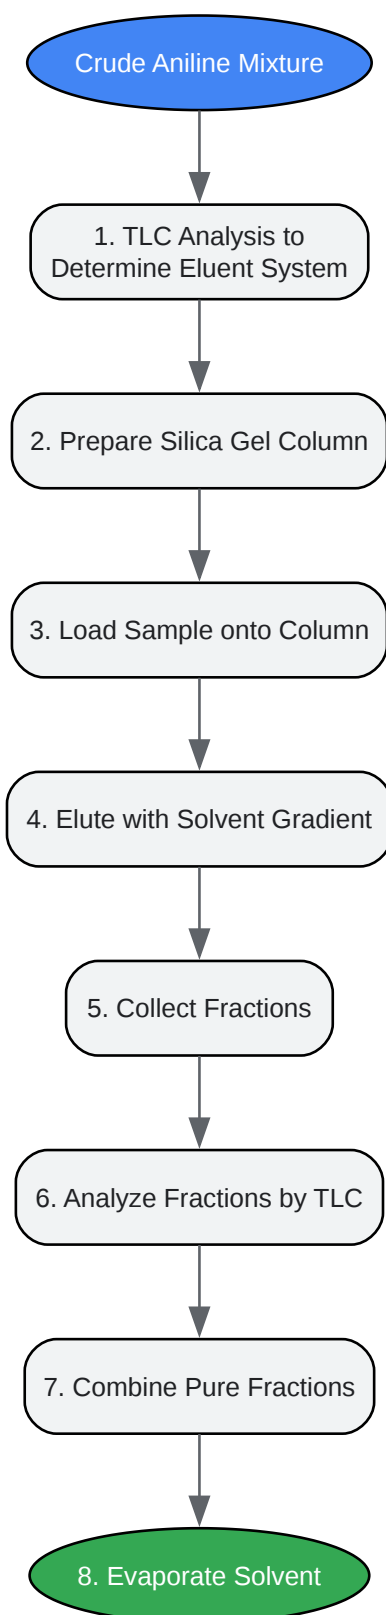 Crude Aniline Mixture
1. TLC Analysis to
Determine Eluent System
2. Prepare Silica Gel Column
3. Load Sample onto Column
4. Elute with Solvent Gradient
5. Collect Fractions
6. Analyze Fractions by TLC
7. Combine Pure Fractions
8. Evaporate Solvent